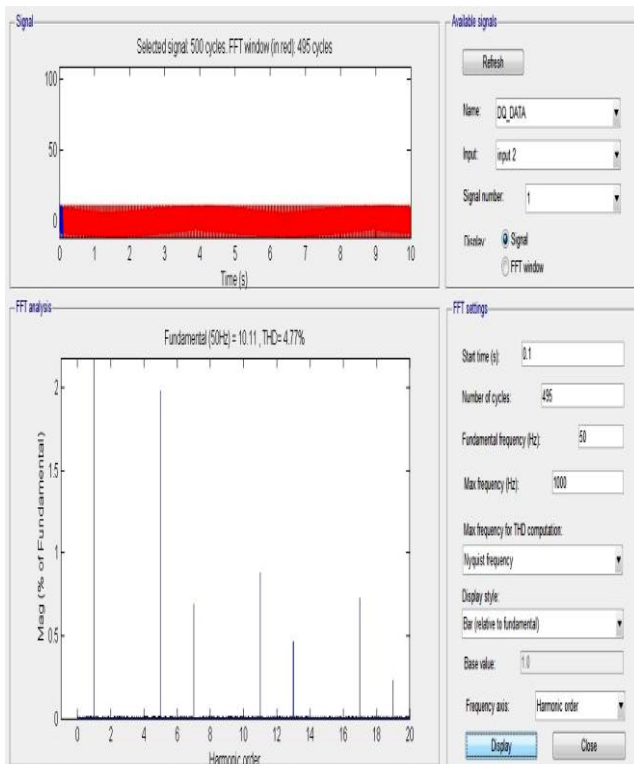 Signal
Selected signal: 500 cycles. FFT window (in red): 495 cycles
100
50
0
0 1 2 3 4 5 6 7 8 9 10
Time (s)
Available signals
Refresh
Name: DQ_DATA
Input: input 2
Signal number: 1
Display: Signal
FFT window
FFT analysis
Fundamental (50Hz) = 10.11 , THD= 4.77%
Mag (% of Fundamental)
2
1.5
1
0.5
0
0 2 4 6 8 10 12 14 16 18 20
Harmonic order
FFT settings
Start time (s): 0.1
Number of cycles: 495
Fundamental frequency (Hz): 50
Max frequency (Hz): 1000
Max frequency for THD computation:
Nyquist frequency
Display style:
Bar (relative to fundamental)
Base value: 1.0
Frequency axis: Harmonic order
Display Close